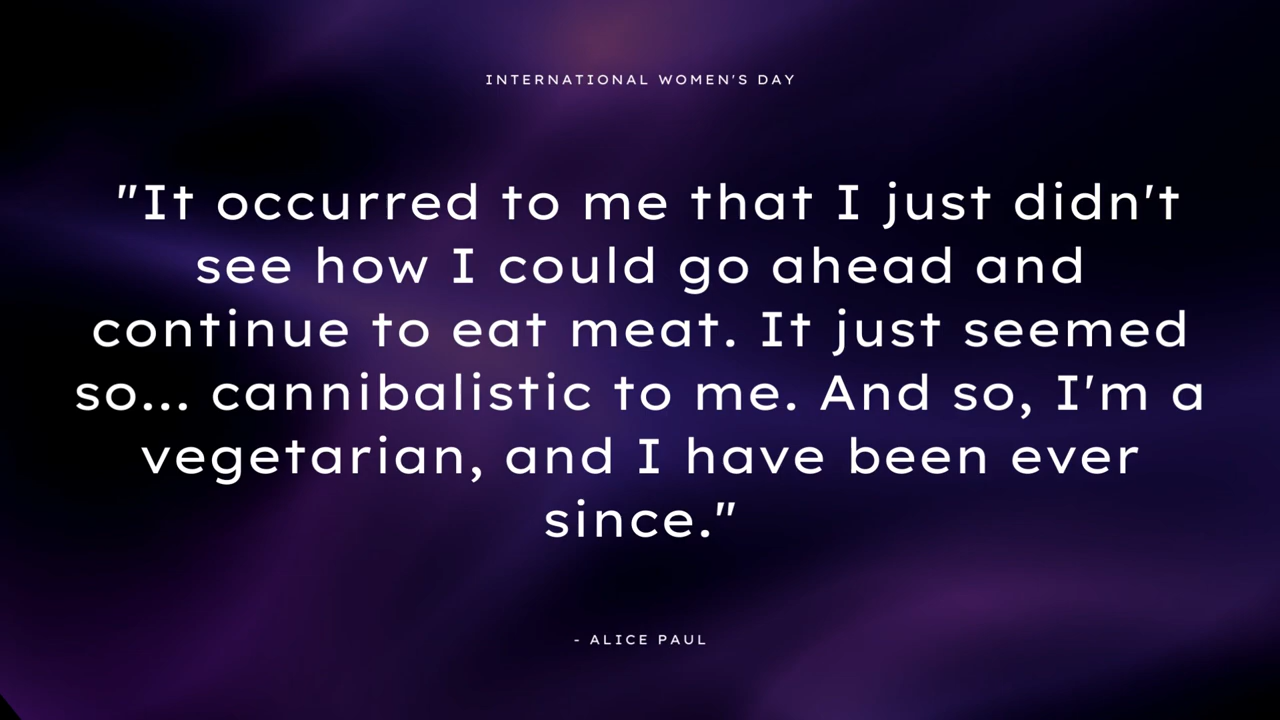 INTERNATIONAL WOMEN'S DAY
"It occurred to me that I just didn't
see how I could go ahead and
continue to eat meat. It just seemed
so... cannibalistic to me. And so, I'm a
vegetarian, and I have been ever
since."
- ALICE PAUL